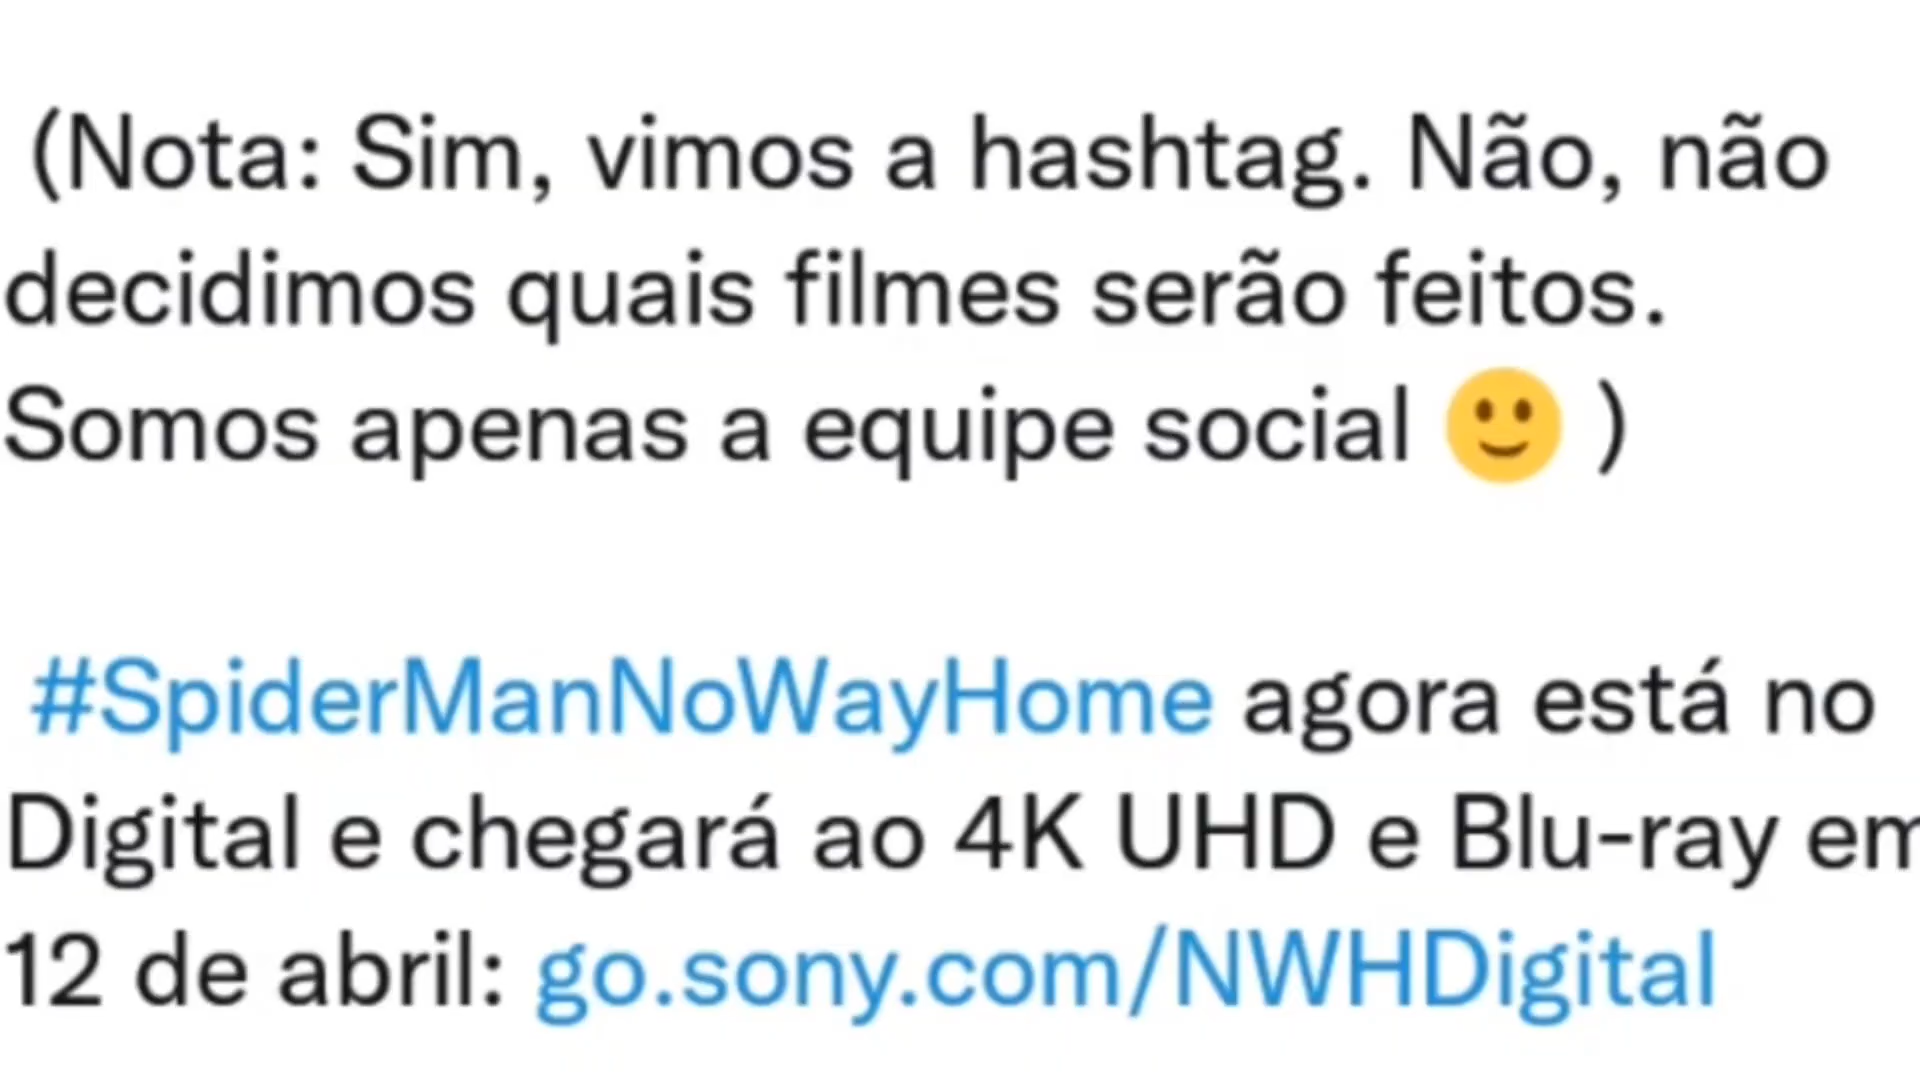 (Nota: Sim, vimos a hashtag. Não, não
decidimos quais filmes serão feitos.
Somos apenas a equipe social 🙂 )
#SpiderManNoWayHome agora está no
Digital e chegará ao 4K UHD e Blu-ray em
12 de abril: go.sony.com/NWHDigital